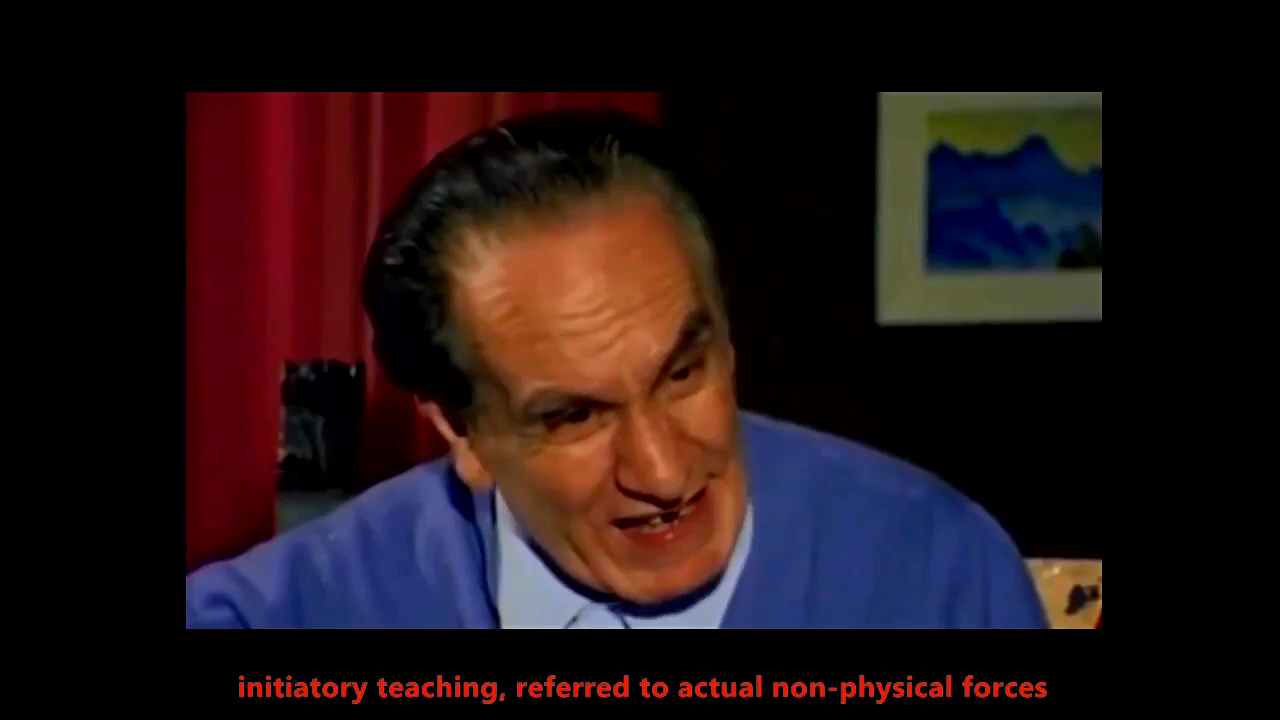 initiatory teaching, referred to actual non-physical forces